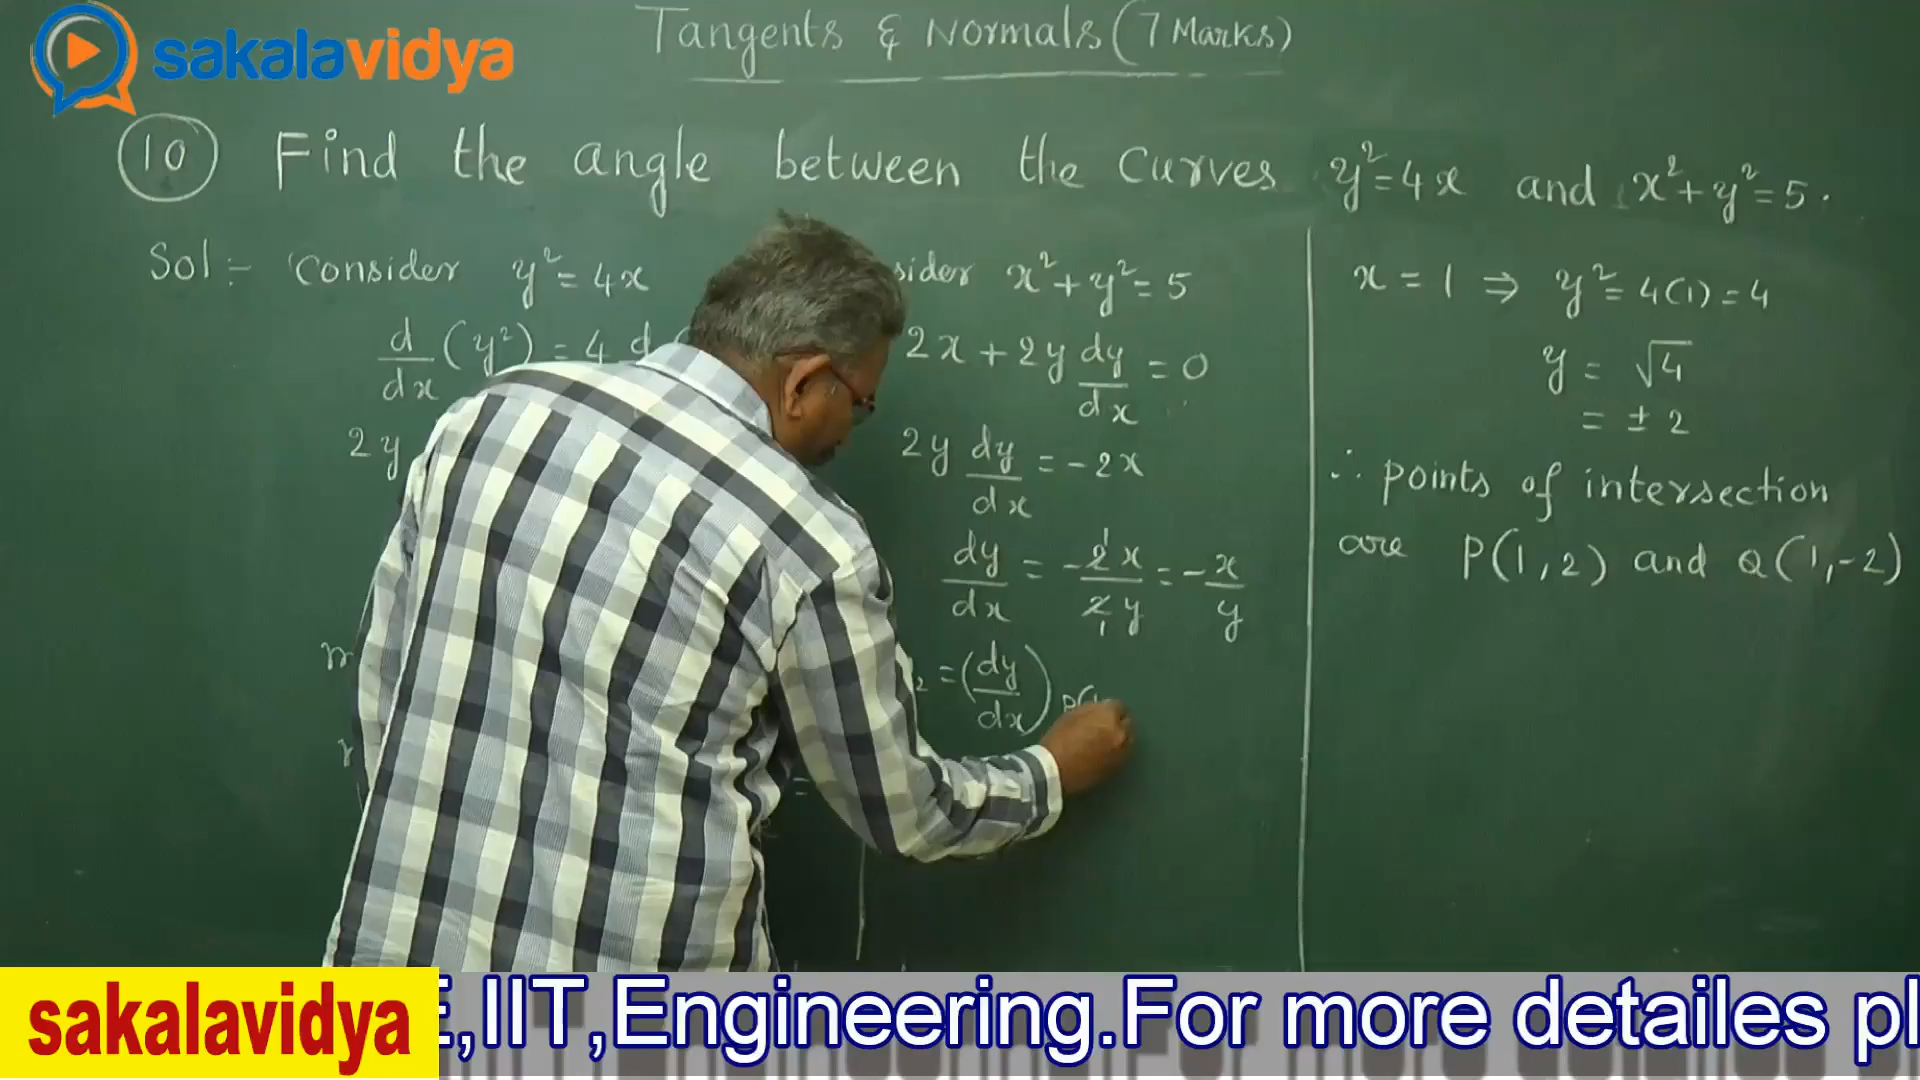 sakalavidya
Tangents & Normals (7 Marks)
10 Find the angle between the curves y² = 4x and x² + y² = 5.
Sol :- Consider y² = 4x
d/dx (y²) = 4 d
2y
x² + y² = 5
2x + 2y dy/dx = 0
2y dy/dx = -2x
dy/dx = -2x/2y = -x/y
= (dy/dx) P(1
x = 1 ⇒ y² = 4(1) = 4
y = √4
= ± 2
∴ points of intersection
are P(1, 2) and Q(1, -2)
sakalavidya
,IIT,Engineering.For more detailes